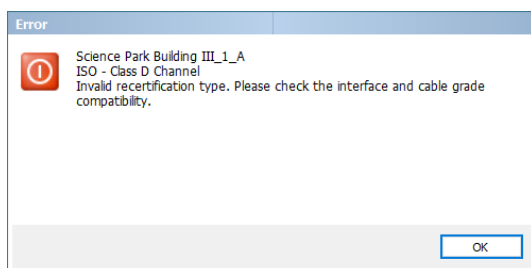 Error
Science Park Building III_1_A
ISO - Class D Channel
Invalid recertification type. Please check the interface and cable grade
compatibility.
OK